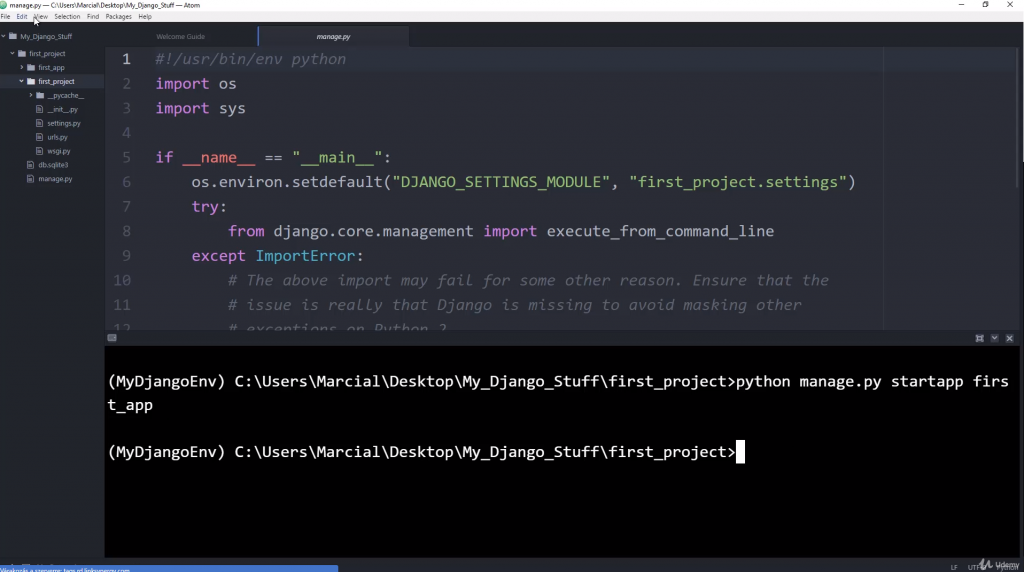 manage.py — C:\Users\Marcial\Desktop\My_Django_Stuff — Atom
File Edit View Selection Find Packages Help
My_Django_Stuff
first_project
first_app
first_project
__pycache__
__init__.py
settings.py
urls.py
wsgi.py
db.sqlite3
manage.py
Welcome Guide
manage.py
1 #!/usr/bin/env python
2 import os
3 import sys
4
5 if __name__ == "__main__":
6 os.environ.setdefault("DJANGO_SETTINGS_MODULE", "first_project.settings")
7 try:
8 from django.core.management import execute_from_command_line
9 except ImportError:
10 # The above import may fail for some other reason. Ensure that the
11 # issue is really that Django is missing to avoid masking other
12 # exceptions on Python 2
(MyDjangoEnv) C:\Users\Marcial\Desktop\My_Django_Stuff\first_project>python manage.py startapp firs
t_app
(MyDjangoEnv) C:\Users\Marcial\Desktop\My_Django_Stuff\first_project>
LF
Udemy